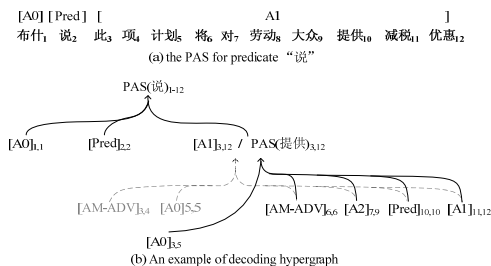 [A0] [Pred] [ A1 ]
布什1 说2 此3 项4 计划5 将6 对7 劳动8 大众9 提供10 减税11 优惠12
(a) the PAS for predicate “说”
PAS(说)1-12
[A0]1,1 [Pred]2,2 [A1]3,12 / PAS(提供)3,12
[AM-ADV]3,4 [A0]5,5 [AM-ADV]6,6 [A2]7,9 [Pred]10,10 [A1]11,12
[A0]3,5
(b) An example of decoding hypergraph